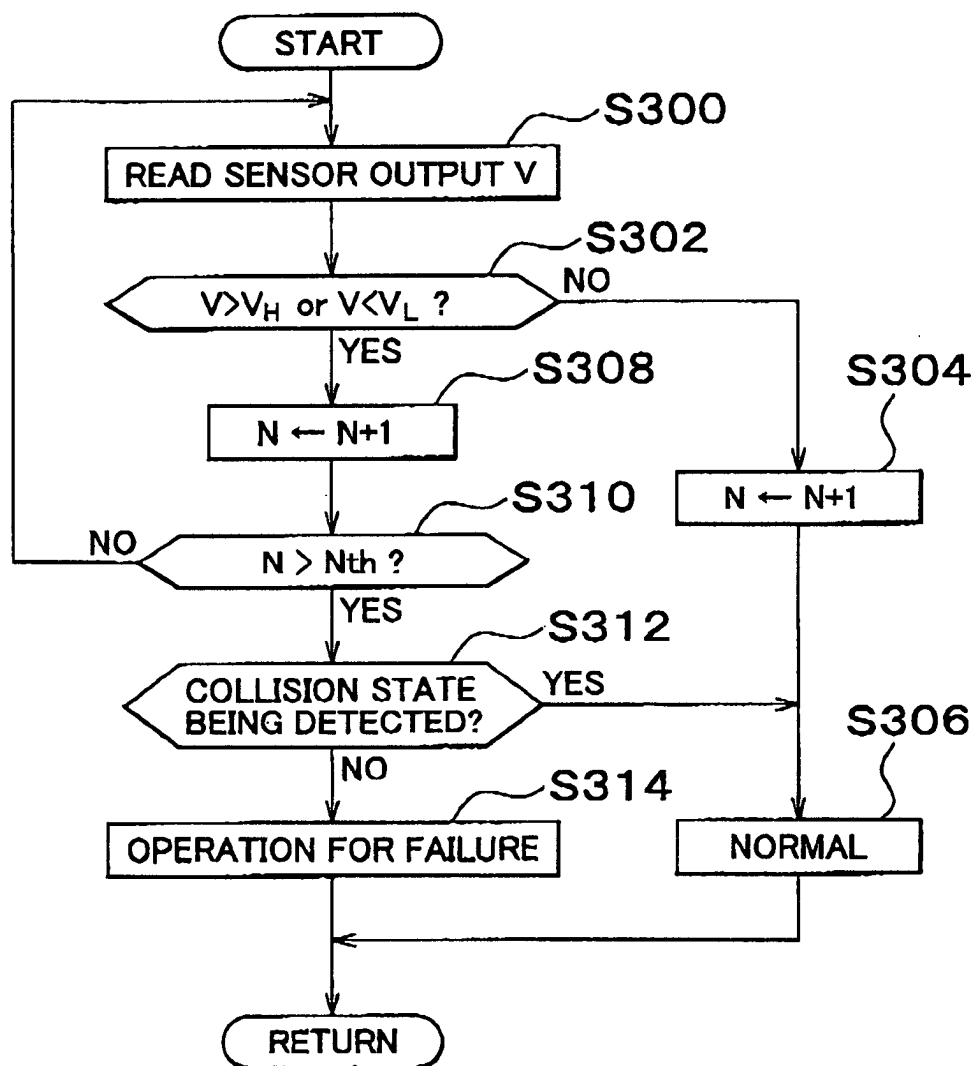 START
S300
READ SENSOR OUTPUT V
S302
V>VH or V<VL ?
NO
YES
S308
S304
N ← N+1
N ← N+1
S310
NO
N > Nth ?
YES
S312
COLLISION STATE
BEING DETECTED?
YES
S306
NO
S314
OPERATION FOR FAILURE
NORMAL
RETURN